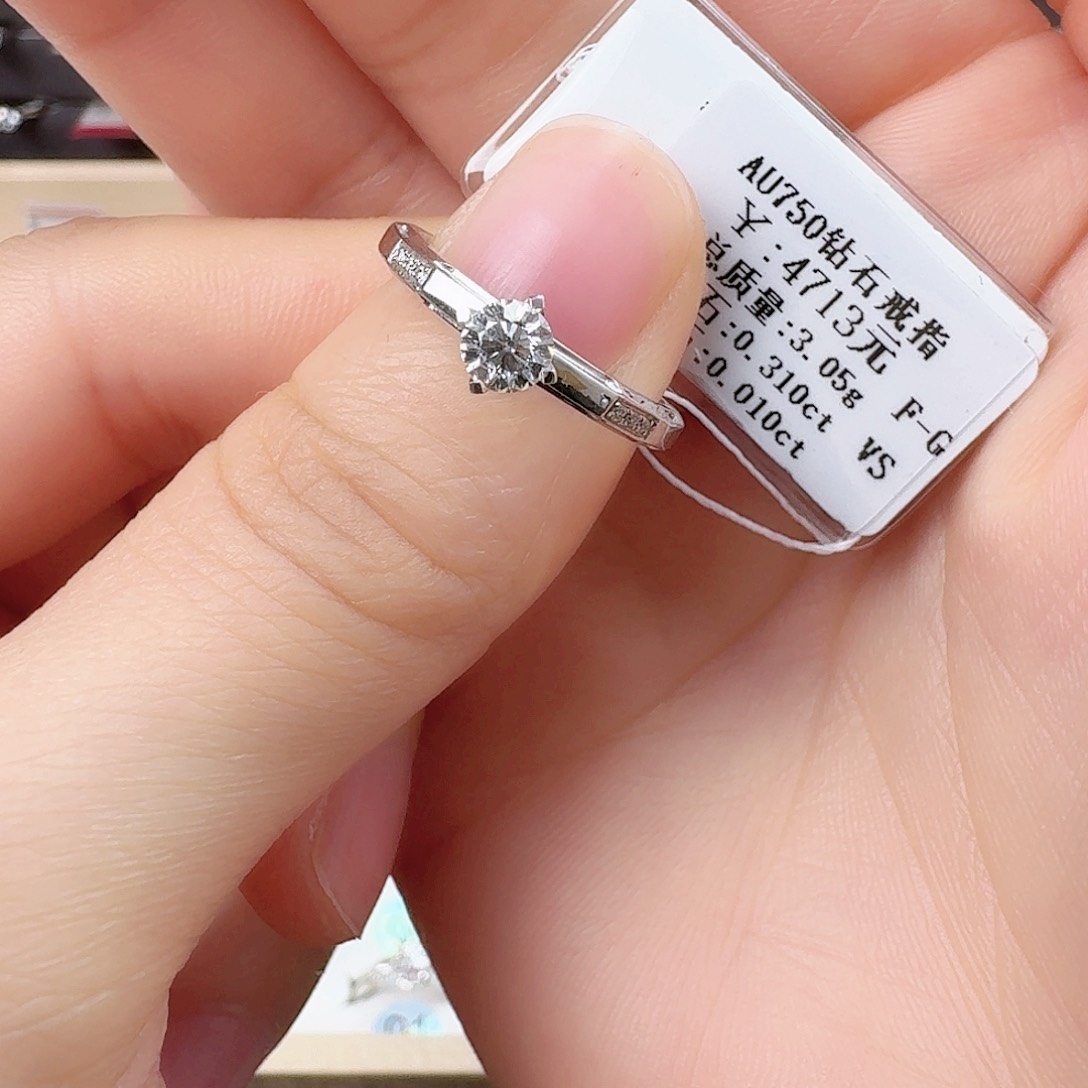 AU750钻石戒指
￥:4713元
总质量:3.05g
石:0.310ct F-G
:0.010ct VS